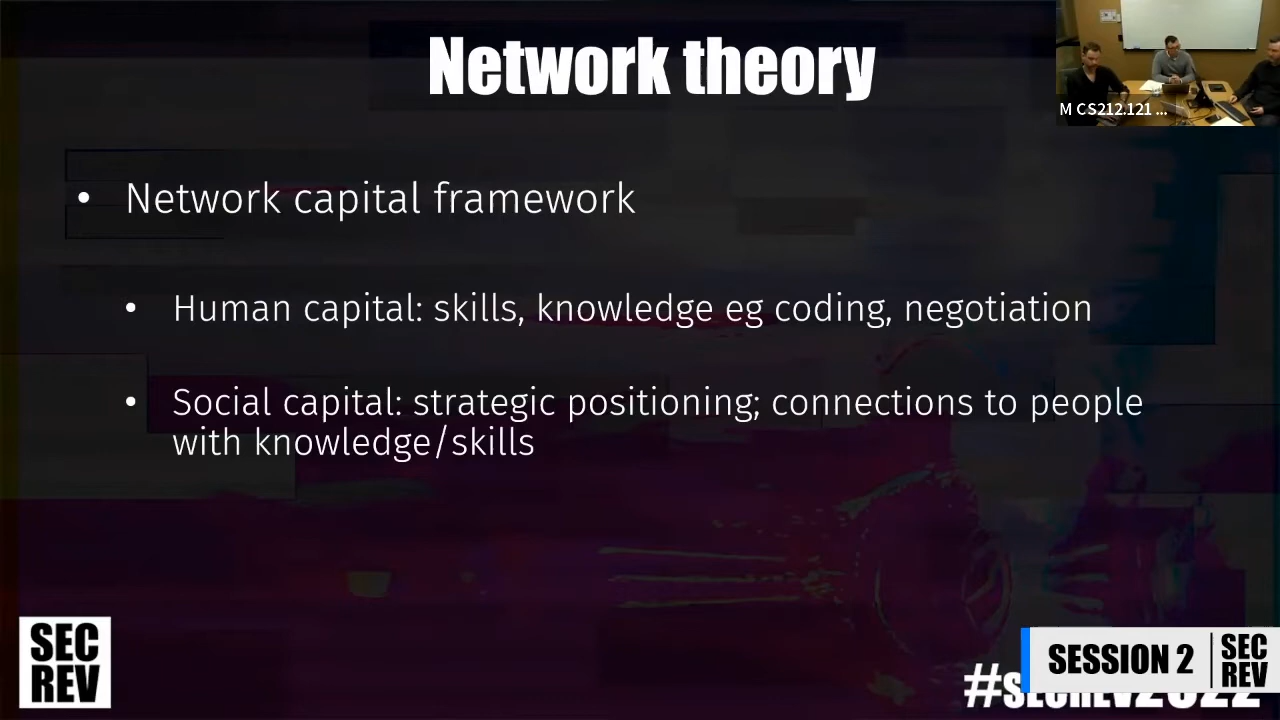 Network theory
M CS212.121 ...
• Network capital framework
• Human capital: skills, knowledge eg coding, negotiation
• Social capital: strategic positioning; connections to people
with knowledge/skills
SEC
REV
SESSION 2
SEC
REV
#SECREV2022